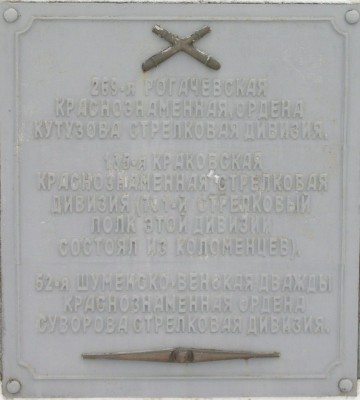 269-я РОГАЧЕВСКАЯ
КРАСНОЗНАМЕННАЯ, ОРДЕНА
КУТУЗОВА СТРЕЛКОВАЯ ДИВИЗИЯ.
КРАКОВСКАЯ
КРАСНОЗНАМЕННАЯ СТРЕЛКОВАЯ
ДИВИЗИЯ СТРЕЛКОВЫЙ
ПОЛК ЭТОЙ ДИВИЗИИ
СОСТОЯЛ ИЗ КОЛОМЕНЦЕВ).
52-я ШУМЕНСКО-ВЕНСКАЯ ДВАЖДЫ
КРАСНОЗНАМЕННАЯ ОРДЕНА
СУВОРОВА СТРЕЛКОВАЯ ДИВИЗИЯ.